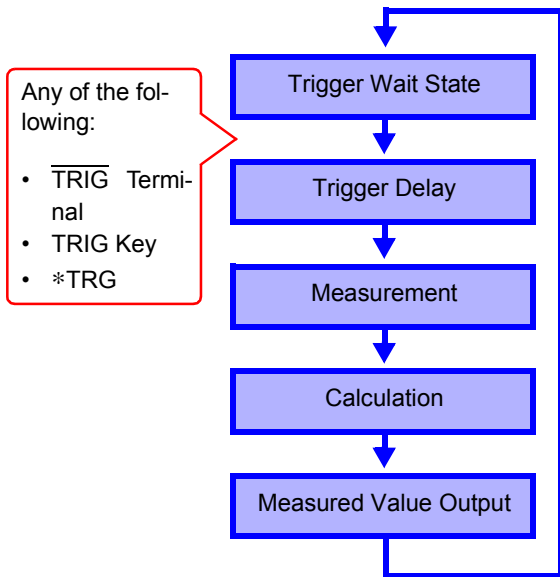 Trigger Wait State
Any of the fol-
lowing:
• T̅R̅I̅G̅ Termi-
nal
• TRIG Key
• *TRG
Trigger Delay
Measurement
Calculation
Measured Value Output